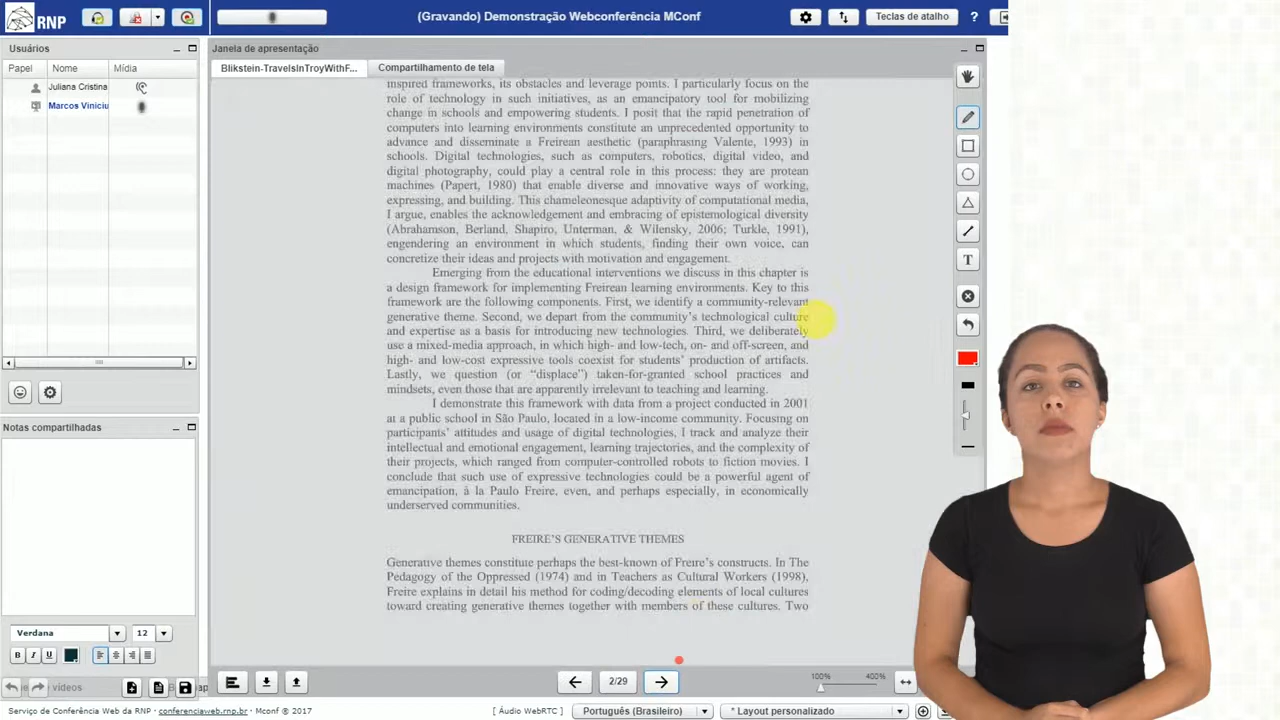 RNP
(Gravando) Demonstração Webconferência MConf
Teclas de atalho
?
Usuários
Papel Nome Mídia
Juliana Cristina
Marcos Viniciu
Notas compartilhadas
Verdana 12
B I U
vídeos
Janela de apresentação
Blikstein-TravelsInTroyWithF... Compartilhamento de tela
inspired frameworks, its obstacles and leverage points. I particularly focus on the
role of technology in such initiatives, as an emancipatory tool for mobilizing
change in schools and empowering students. I posit that the rapid penetration of
computers into learning environments constitute an unprecedented opportunity to
advance and disseminate a Freirean aesthetic (paraphrasing Valente, 1993) in
schools. Digital technologies, such as computers, robotics, digital video, and
digital photography, could play a central role in this process: they are protean
machines (Papert, 1980) that enable diverse and innovative ways of working,
expressing, and building. This chameleonesque adaptivity of computational media,
I argue, enables the acknowledgement and embracing of epistemological diversity
(Abrahamson, Berland, Shapiro, Unterman, & Wilensky, 2006; Turkle, 1991),
engendering an environment in which students, finding their own voice, can
concretize their ideas and projects with motivation and engagement.
Emerging from the educational interventions we discuss in this chapter is
a design framework for implementing Freirean learning environments. Key to this
framework are the following components. First, we identify a community-relevant
generative theme. Second, we depart from the community's technological culture
and expertise as a basis for introducing new technologies. Third, we deliberately
use a mixed-media approach, in which high- and low-tech, on- and off-screen, and
high- and low-cost expressive tools coexist for students' production of artifacts.
Lastly, we question (or “displace”) taken-for-granted school practices and
mindsets, even those that are apparently irrelevant to teaching and learning.
I demonstrate this framework with data from a project conducted in 2001
at a public school in São Paulo, located in a low-income community. Focusing on
participants' attitudes and usage of digital technologies, I track and analyze their
intellectual and emotional engagement, learning trajectories, and the complexity of
their projects, which ranged from computer-controlled robots to fiction movies. I
conclude that such use of expressive technologies could be a powerful agent of
emancipation, à la Paulo Freire, even, and perhaps especially, in economically
underserved communities.
FREIRE'S GENERATIVE THEMES
Generative themes constitute perhaps the best-known of Freire's constructs. In The
Pedagogy of the Oppressed (1974) and in Teachers as Cultural Workers (1998),
Freire explains in detail his method for coding/decoding elements of local cultures
toward creating generative themes together with members of these cultures. Two
T
2/29
100% 400%
Serviço de Conferência Web da RNP • conferenciaweb.rnp.br • Mconf © 2017
[ Áudio WebRTC ]
Português (Brasileiro)
* Layout personalizado